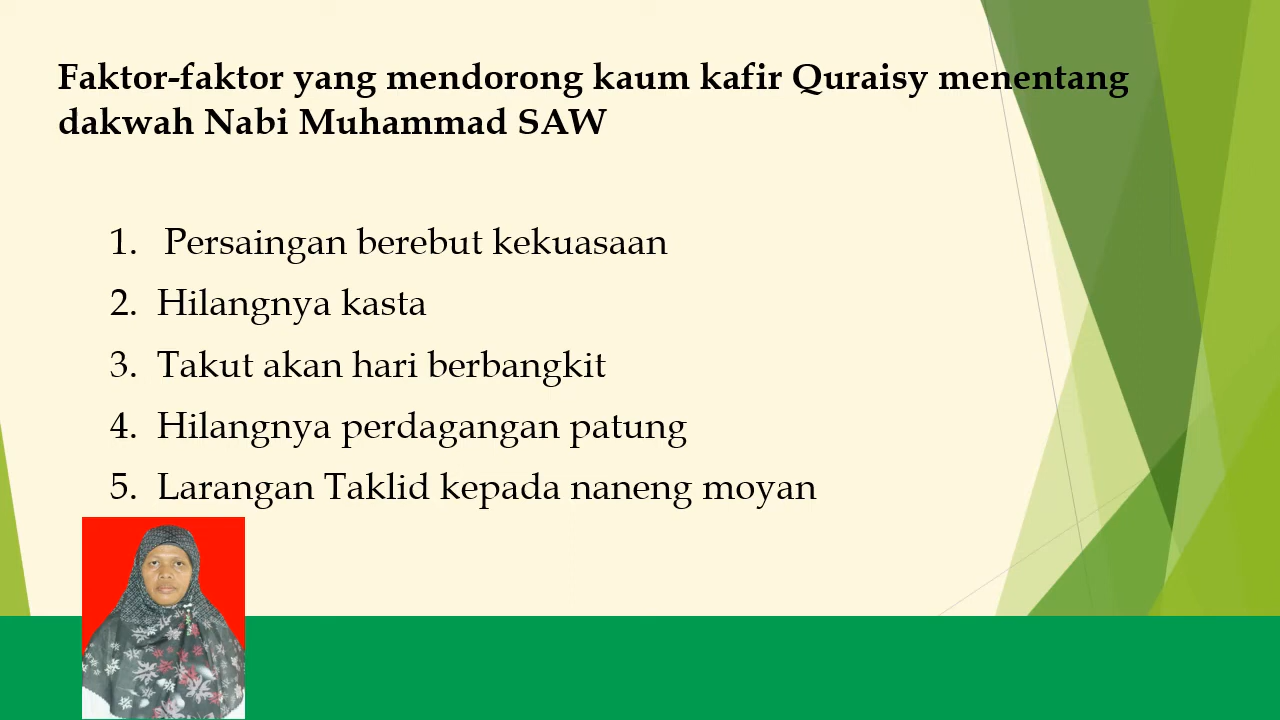 Faktor-faktor yang mendorong kaum kafir Quraisy menentang
dakwah Nabi Muhammad SAW
1. Persaingan berebut kekuasaan
2. Hilangnya kasta
3. Takut akan hari berbangkit
4. Hilangnya perdagangan patung
5. Larangan Taklid kepada naneng moyan